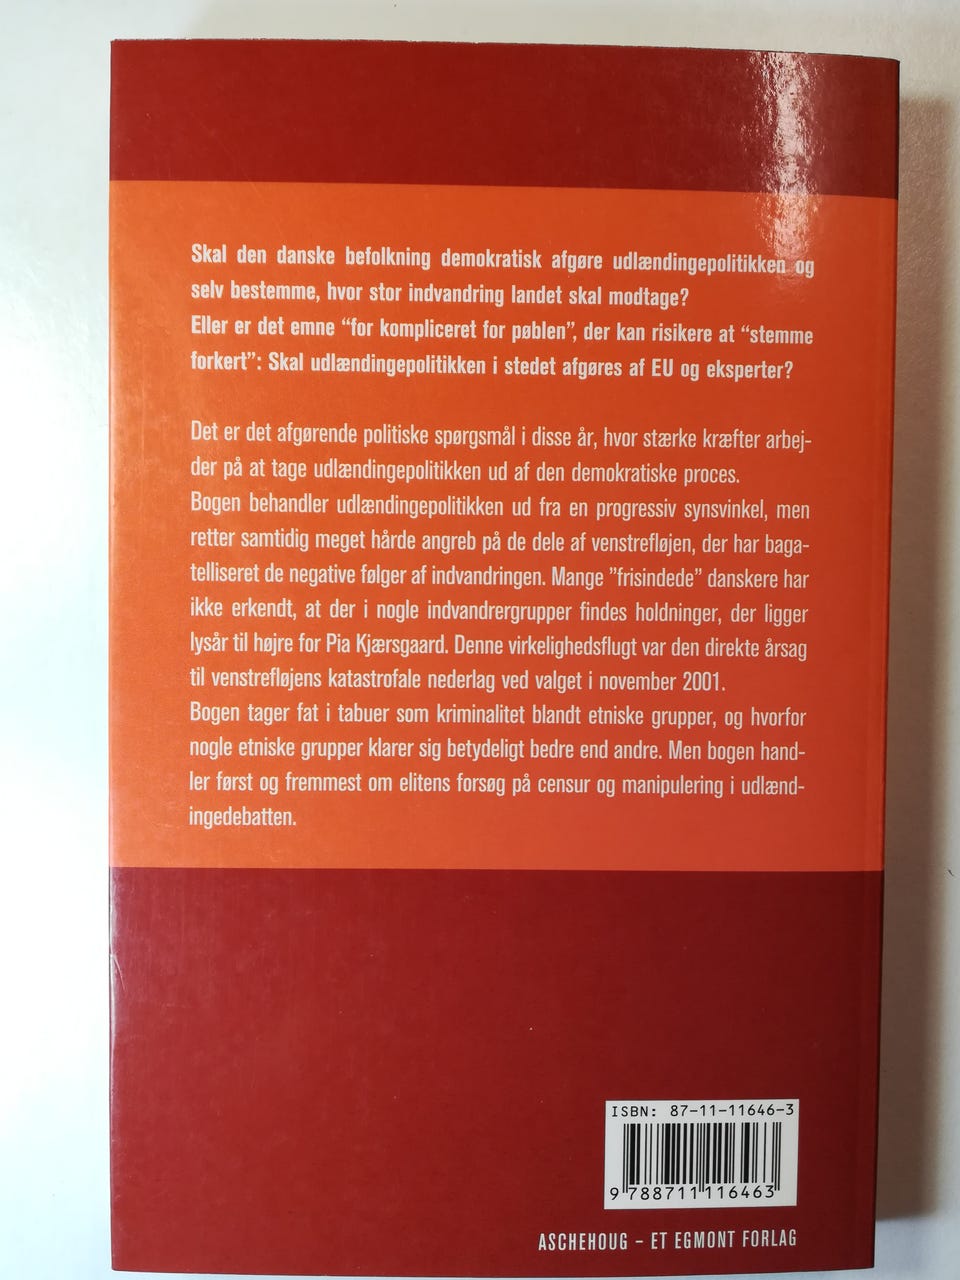 Skal den danske befolkning demokratisk afgøre udlændingepolitikken og
selv bestemme, hvor stor indvandring landet skal modtage?
Eller er det emne “for kompliceret for pøblen”, der kan risikere at “stemme
forkert”: Skal udlændingepolitikken i stedet afgøres af EU og eksperter?
Det er det afgørende politiske spørgsmål i disse år, hvor stærke kræfter arbej-
der på at tage udlændingepolitikken ud af den demokratiske proces.
Bogen behandler udlændingepolitikken ud fra en progressiv synsvinkel, men
retter samtidig meget hårde angreb på de dele af venstrefløjen, der har baga-
telliseret de negative følger af indvandringen. Mange ”frisindede” danskere har
ikke erkendt, at der i nogle indvandrergrupper findes holdninger, der ligger
lysår til højre for Pia Kjærsgaard. Denne virkelighedsflugt var den direkte årsag
til venstrefløjens katastrofale nederlag ved valget i november 2001.
Bogen tager fat i tabuer som kriminalitet blandt etniske grupper, og hvorfor
nogle etniske grupper klarer sig betydeligt bedre end andre. Men bogen hand-
ler først og fremmest om elitens forsøg på censur og manipulering i udlænd-
ingedebatten.
ISBN: 87-11-11646-3
9 788711 116463
ASCHEHOUG – ET EGMONT FORLAG